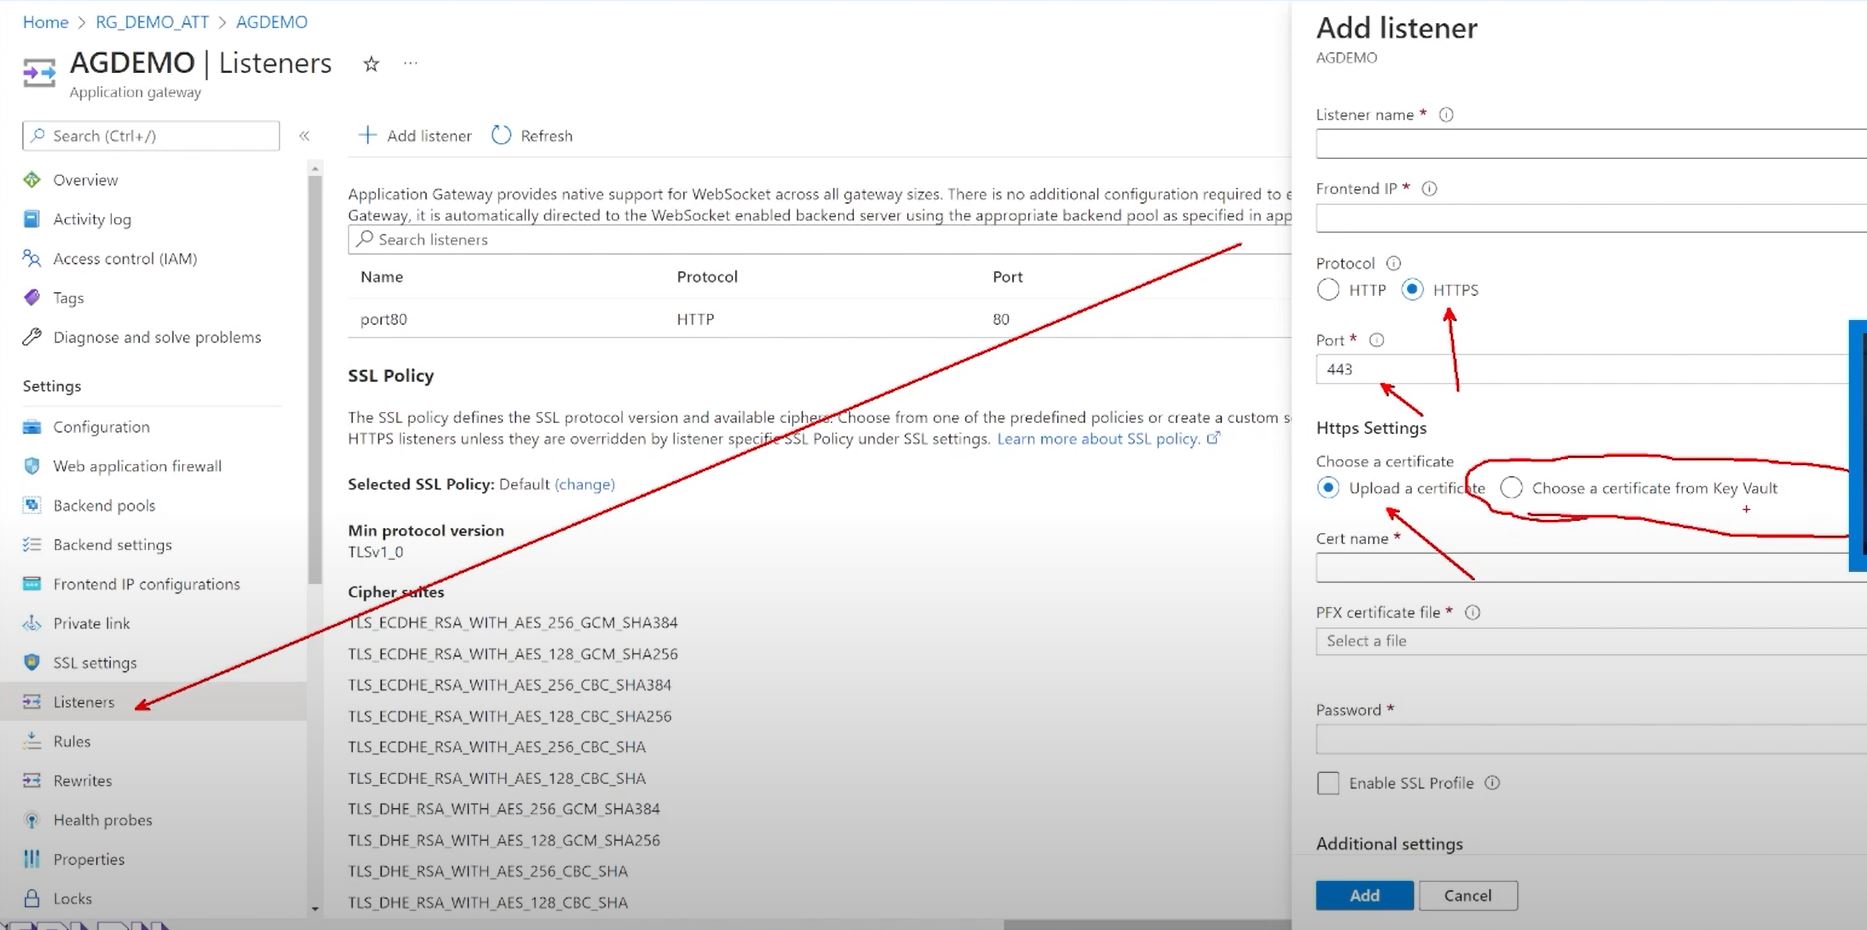 Home > RG_DEMO_ATT > AGDEMO
AGDEMO | Listeners
Application gateway
Search (Ctrl+/)
Overview
Activity log
Access control (IAM)
Tags
Diagnose and solve problems
Settings
Configuration
Web application firewall
Backend pools
Backend settings
Frontend IP configurations
Private link
SSL settings
Listeners
Rules
Rewrites
Health probes
Properties
Locks
Add listener
Refresh
Application Gateway provides native support for WebSocket across all gateway sizes. There is no additional configuration required to e
Gateway, it is automatically directed to the WebSocket enabled backend server using the appropriate backend pool as specified in app
Search listeners
Name Protocol Port
port80 HTTP 80
SSL Policy
The SSL policy defines the SSL protocol version and available ciphers. Choose from one of the predefined policies or create a custom s
HTTPS listeners unless they are overridden by listener specific SSL Policy under SSL settings. Learn more about SSL policy.
Selected SSL Policy: Default (change)
Min protocol version
TLSv1_0
Cipher suites
TLS_ECDHE_RSA_WITH_AES_256_GCM_SHA384
TLS_ECDHE_RSA_WITH_AES_128_GCM_SHA256
TLS_ECDHE_RSA_WITH_AES_256_CBC_SHA384
TLS_ECDHE_RSA_WITH_AES_128_CBC_SHA256
TLS_ECDHE_RSA_WITH_AES_256_CBC_SHA
TLS_ECDHE_RSA_WITH_AES_128_CBC_SHA
TLS_DHE_RSA_WITH_AES_256_GCM_SHA384
TLS_DHE_RSA_WITH_AES_128_GCM_SHA256
TLS_DHE_RSA_WITH_AES_256_CBC_SHA
TLS_DHE_RSA_WITH_AES_128_CBC_SHA
Add listener
AGDEMO
Listener name *
Frontend IP *
Protocol
HTTP HTTPS
Port *
443
Https Settings
Choose a certificate
Upload a certificate Choose a certificate from Key Vault
Cert name *
PFX certificate file *
Select a file
Password *
Enable SSL Profile
Additional settings
Add Cancel